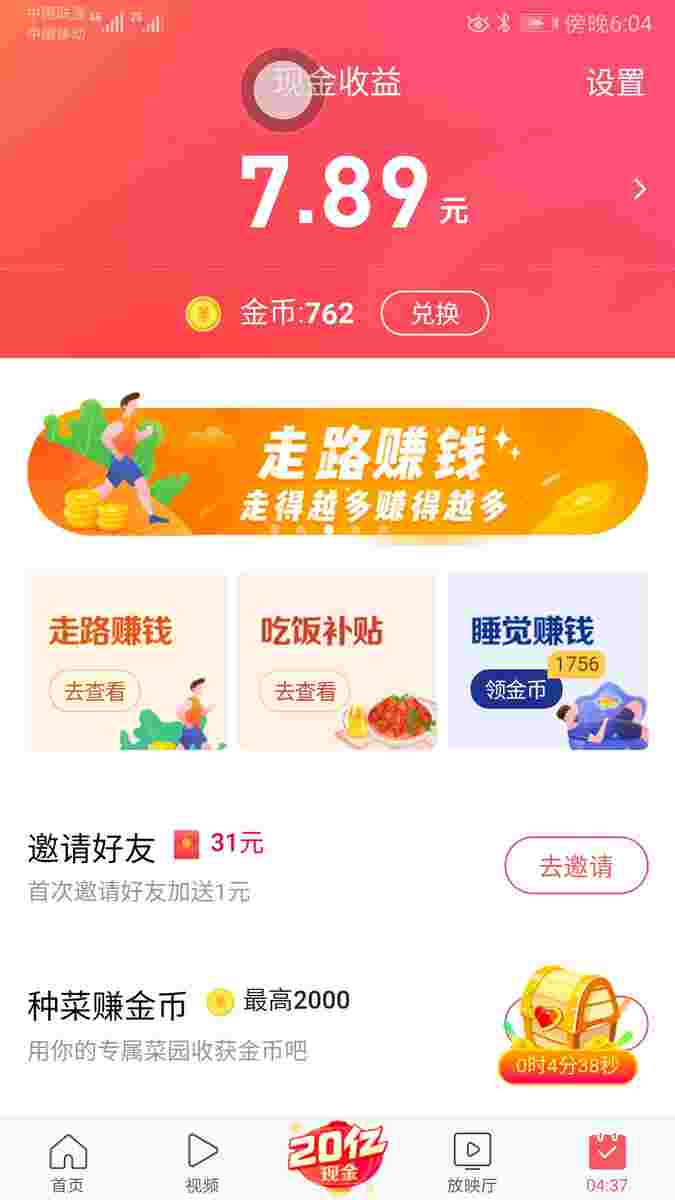 中国联通 4G 2G 傍晚6:04
中国移动
现金收益 设置
7.89元
金币:762 兑换
走路赚钱
走得越多赚得越多
走路赚钱 吃饭补贴 睡觉赚钱
1756
去查看 去查看 领金币
邀请好友 31元
去邀请
首次邀请好友加送1元
种菜赚金币 最高2000
用你的专属菜园收获金币吧
0时4分38秒
20亿
现金
首页 视频 放映厅 04:37